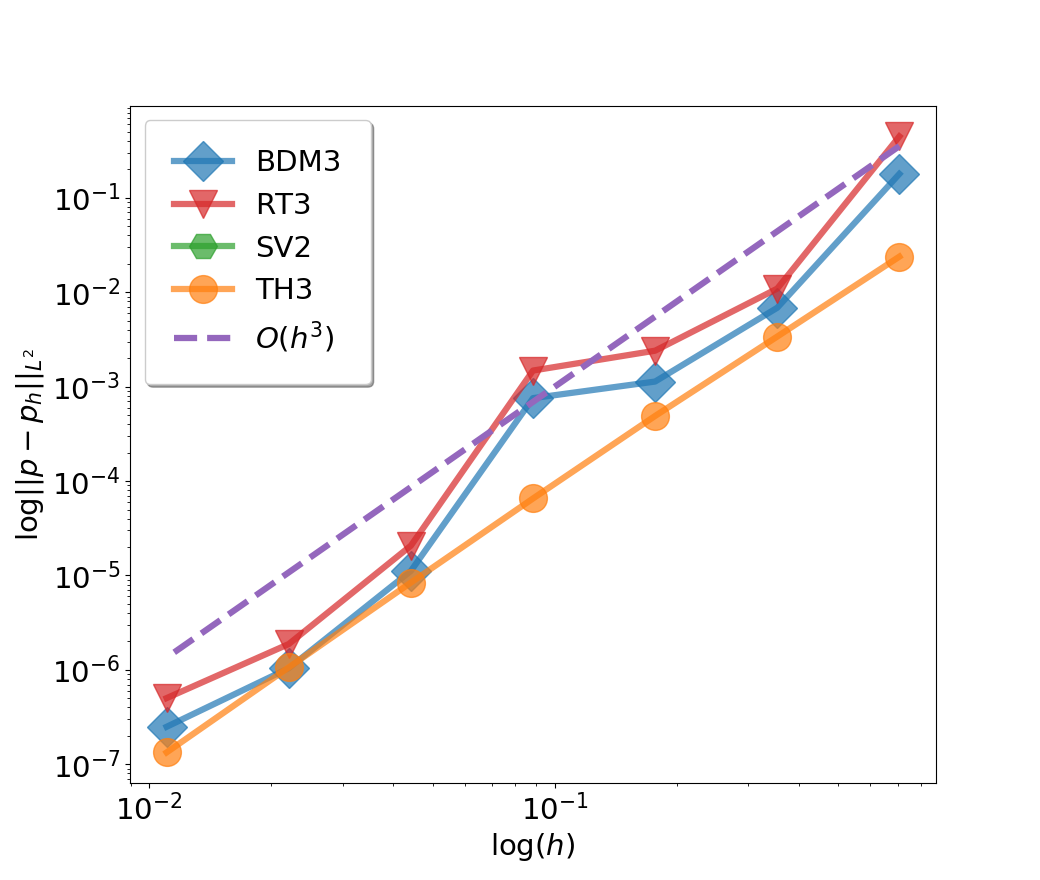 BDM3
RT3
SV2
TH3
O(h³)
10⁻¹
10⁻²
10⁻³
10⁻⁴
10⁻⁵
10⁻⁶
10⁻⁷
log||p − pₕ||_{L²}
10⁻² 10⁻¹
log(h)